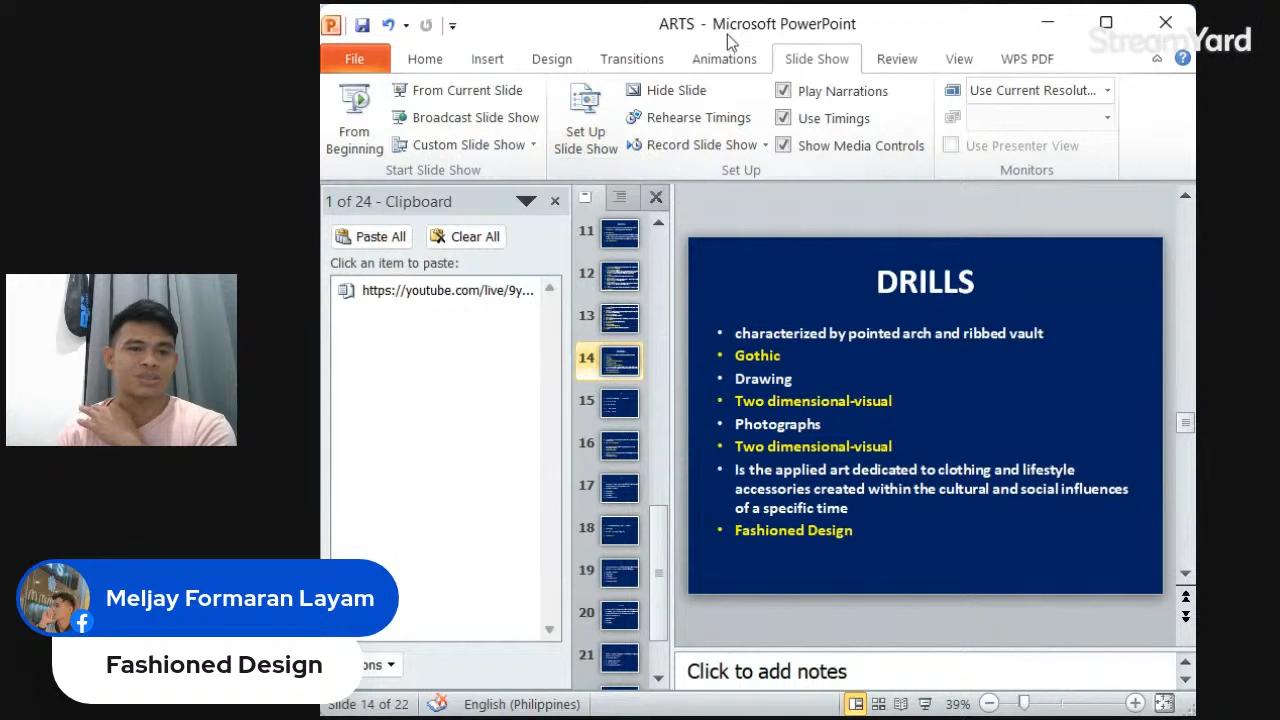 ARTS - Microsoft PowerPoint
StreamYard
File Home Insert Design Transitions Animations Slide Show Review View WPS PDF
From Beginning
From Current Slide
Broadcast Slide Show
Custom Slide Show
Start Slide Show
Set Up Slide Show
Hide Slide
Rehearse Timings
Record Slide Show
Play Narrations
Use Timings
Show Media Controls
Set Up
Use Current Resolut...
Use Presenter View
Monitors
1 of 24 - Clipboard
Paste All Clear All
Click an item to paste:
https://youtube.com/live/9y...
11
12
13
14
15
16
17
18
19
20
21
DRILLS
• characterized by pointed arch and ribbed vault
• Gothic
• Drawing
• Two dimensional-visual
• Photographs
• Two dimensional-visual
• Is the applied art dedicated to clothing and lifestyle
accessories created within the cultural and social influences
of a specific time
• Fashioned Design
Meljay Formaran Layam
Fashioned Design
Click to add notes
Slide 14 of 22 English (Philippines) 39%